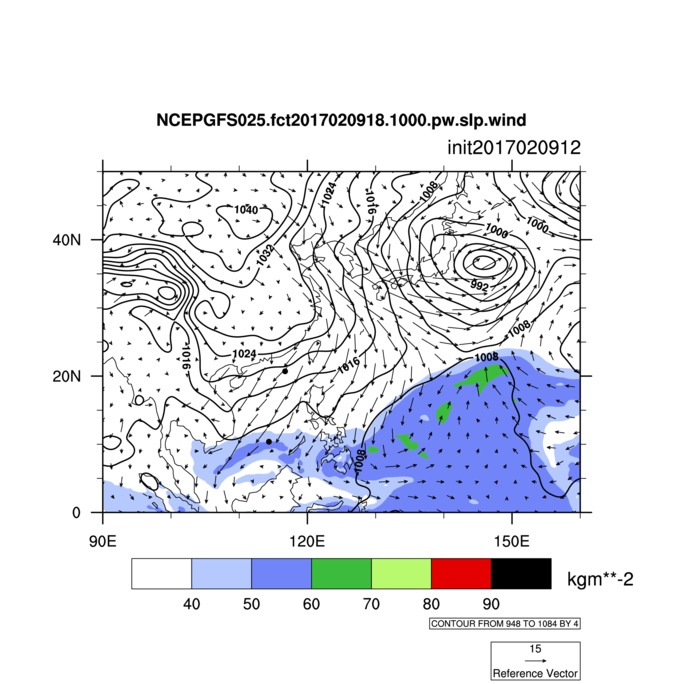 NCEPGFS025.fct2017020918.1000.pw.slp.wind
init2017020912
1024
1016
1008
1040
1000
1000
40N
1032
992
1008
1016
1024
1016
1008
20N
1008
0
90E 120E 150E
kgm**-2
40 50 60 70 80 90
CONTOUR FROM 948 TO 1084 BY 4
15
Reference Vector